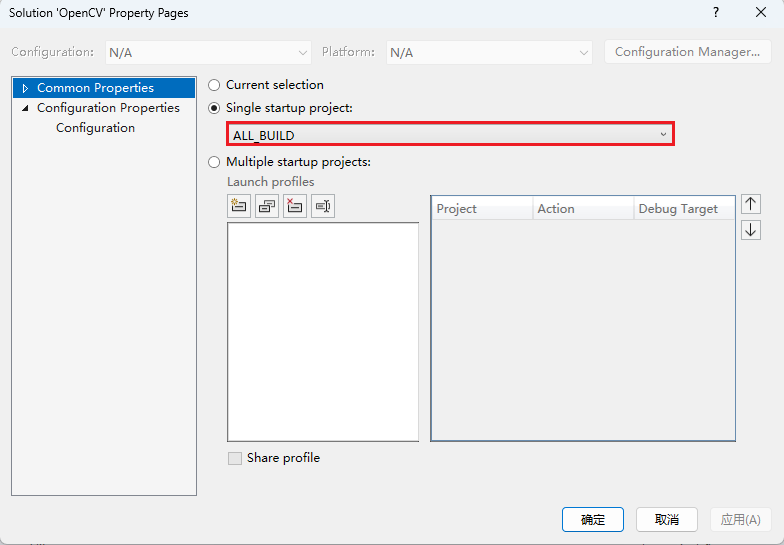 Solution 'OpenCV' Property Pages
?
Configuration: N/A Platform: N/A Configuration Manager...
Common Properties
Configuration Properties
Configuration
Current selection
Single startup project:
ALL_BUILD
Multiple startup projects:
Launch profiles
Project Action Debug Target
Share profile
确定 取消 应用(A)